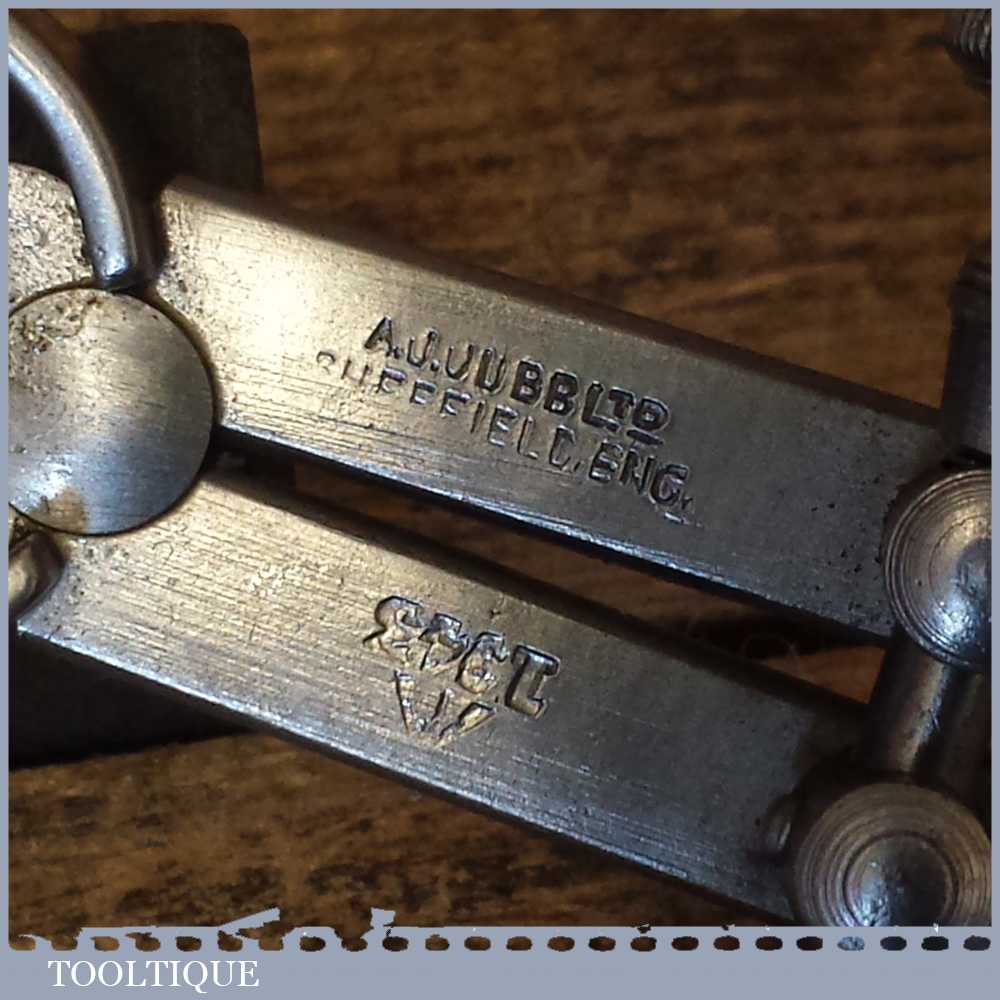 A.J.JUBB LTD
SHEFFIELD. ENG.
TOOLTIQUE